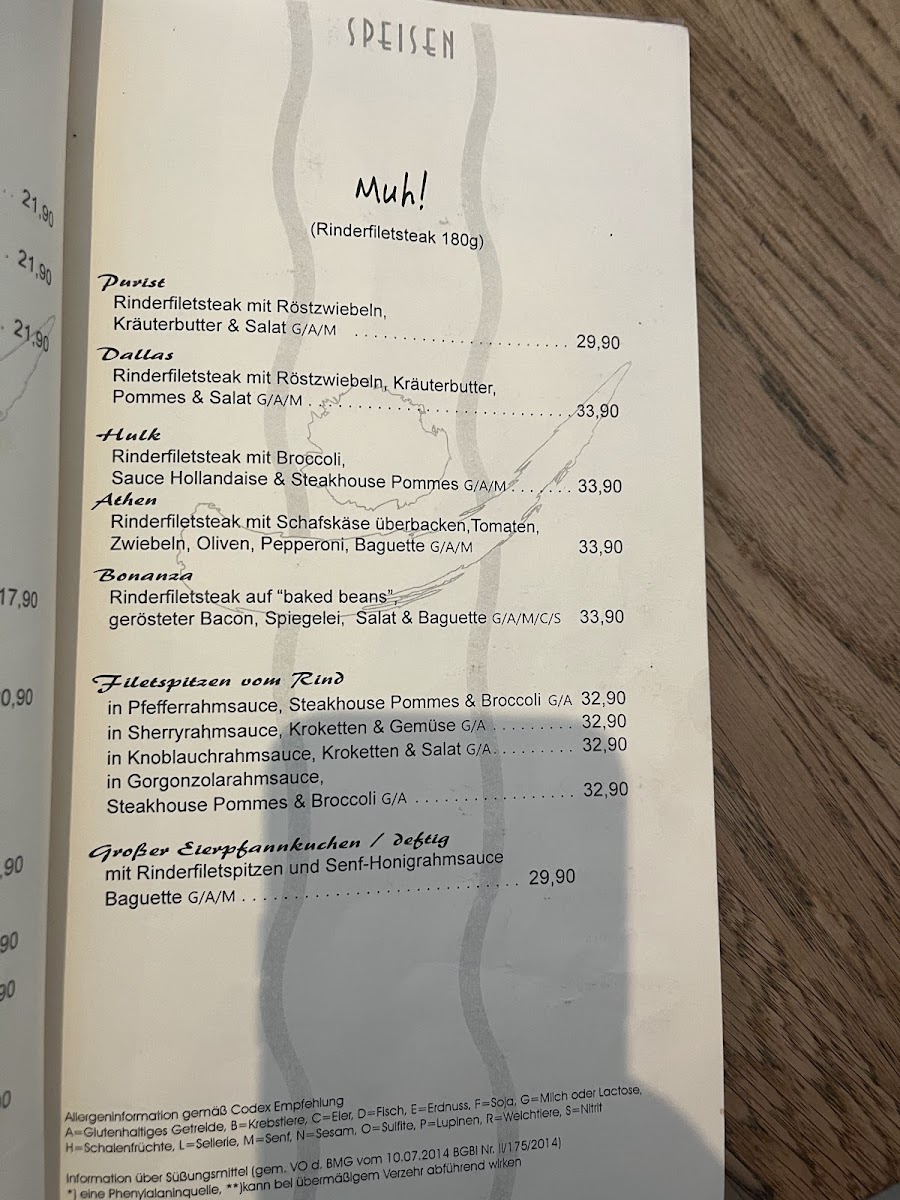 SPEISEN
Muh!
(Rinderfiletsteak 180g)
Purist
Rinderfiletsteak mit Röstzwiebeln,
Kräuterbutter & Salat G/A/M ........................ 29,90
Dallas
Rinderfiletsteak mit Röstzwiebeln, Kräuterbutter,
Pommes & Salat G/A/M ........................... 33,90
Hulk
Rinderfiletsteak mit Broccoli,
Sauce Hollandaise & Steakhouse Pommes G/A/M ....... 33,90
Athen
Rinderfiletsteak mit Schafskäse überbacken,Tomaten,
Zwiebeln, Oliven, Pepperoni, Baguette G/A/M 33,90
Bonanza
Rinderfiletsteak auf “baked beans”,
gerösteter Bacon, Spiegelei, Salat & Baguette G/A/M/C/S 33,90
Filetspitzen vom Rind
in Pfefferrahmsauce, Steakhouse Pommes & Broccoli G/A 32,90
in Sherryrahmsauce, Kroketten & Gemüse G/A ......... 32,90
in Knoblauchrahmsauce, Kroketten & Salat G/A ......... 32,90
in Gorgonzolarahmsauce,
Steakhouse Pommes & Broccoli G/A ................. 32,90
Großer Eierpfannkuchen / deftig
mit Rinderfiletspitzen und Senf-Honigrahmsauce
Baguette G/A/M ............................. 29,90
Allergeninformation gemäß Codex Empfehlung
A=Glutenhaltiges Getreide, B=Krebstiere, C=Eier, D=Fisch, E=Erdnuss, F=Soja, G=Milch oder Lactose,
H=Schalenfrüchte, L=Sellerie, M=Senf, N=Sesam, O=Sulfite, P=Lupinen, R=Weichtiere, S=Nitrit
Information über Süßungsmittel (gem. VO d. BMG vom 10.07.2014 BGBl Nr. II/175/2014)
*) eine Phenylalaninquelle, **)kann bei übermäßigem Verzehr abführend wirken
21,90
21,90
21,90
17,90
0,90
,90
90
90